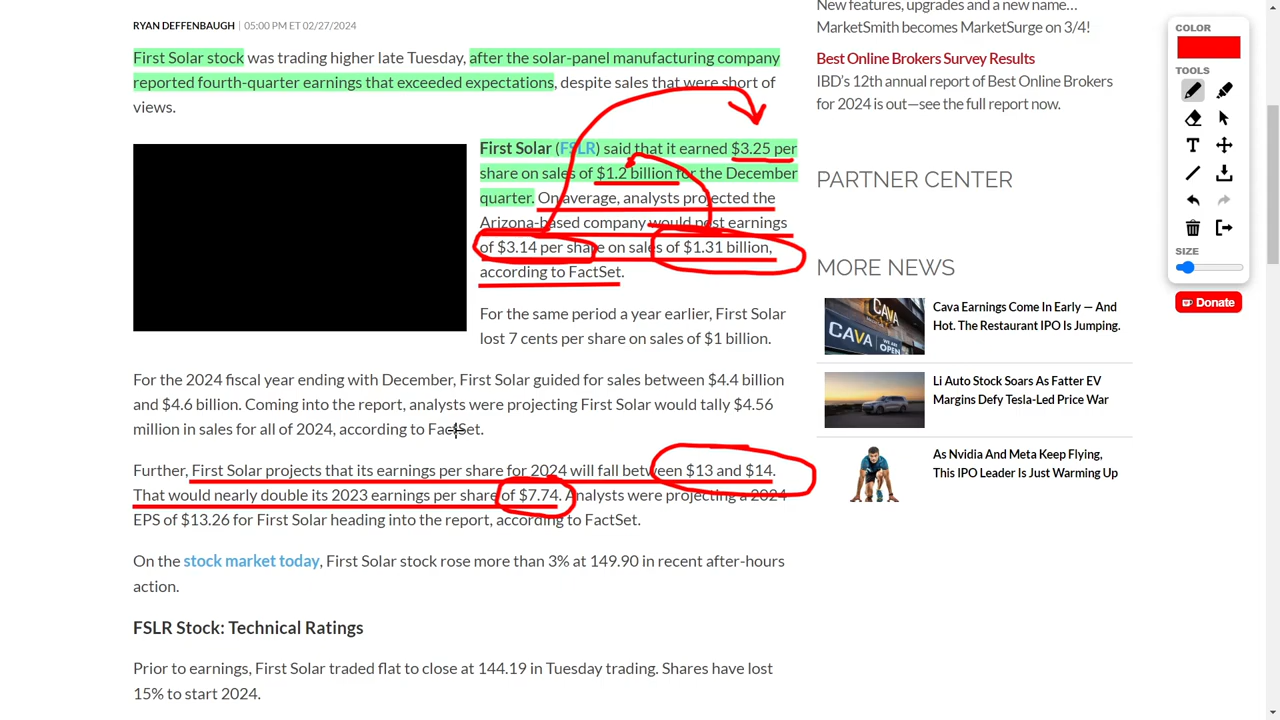 RYAN DEFFENBAUGH | 05:00 PM ET 02/27/2024
First Solar stock was trading higher late Tuesday, after the solar-panel manufacturing company
reported fourth-quarter earnings that exceeded expectations, despite sales that were short of
views.
First Solar (FSLR) said that it earned $3.25 per
share on sales of $1.2 billion for the December
quarter. On average, analysts projected the
Arizona-based company would post earnings
of $3.14 per share on sales of $1.31 billion,
according to FactSet.
For the same period a year earlier, First Solar
lost 7 cents per share on sales of $1 billion.
For the 2024 fiscal year ending with December, First Solar guided for sales between $4.4 billion
and $4.6 billion. Coming into the report, analysts were projecting First Solar would tally $4.56
million in sales for all of 2024, according to FactSet.
Further, First Solar projects that its earnings per share for 2024 will fall between $13 and $14.
That would nearly double its 2023 earnings per share of $7.74. Analysts were projecting a 2024
EPS of $13.26 for First Solar heading into the report, according to FactSet.
On the stock market today, First Solar stock rose more than 3% at 149.90 in recent after-hours
action.
FSLR Stock: Technical Ratings
Prior to earnings, First Solar traded flat to close at 144.19 in Tuesday trading. Shares have lost
15% to start 2024.
New features, upgrades and a new name…
MarketSmith becomes MarketSurge on 3/4!
Best Online Brokers Survey Results
IBD's 12th annual report of Best Online Brokers
for 2024 is out—see the full report now.
PARTNER CENTER
MORE NEWS
CAVA
WE ARE
OPEN
Cava Earnings Come In Early — And
Hot. The Restaurant IPO Is Jumping.
Li Auto Stock Soars As Fatter EV
Margins Defy Tesla-Led Price War
As Nvidia And Meta Keep Flying,
This IPO Leader Is Just Warming Up
COLOR
TOOLS
T
SIZE
Donate